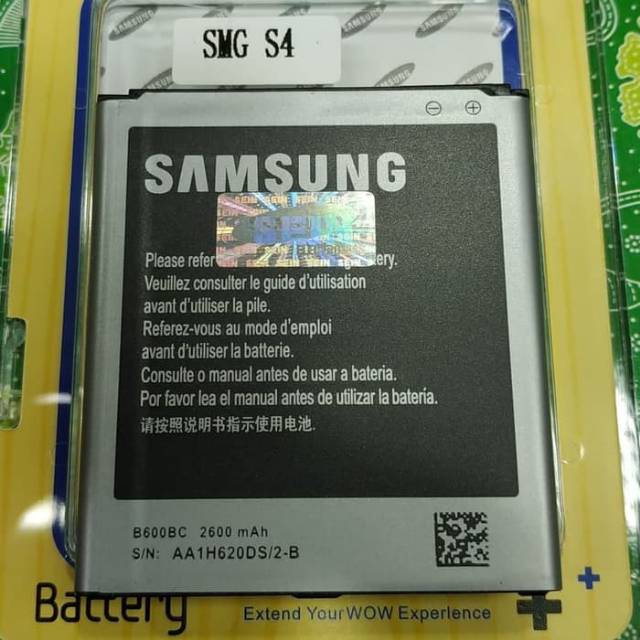 SMG S4
SAMSUNG
SAMSUNG
SAMSUNG
SAMSUNG
Please refer
Veuillez consulter le guide d'utilisation
avant d'utiliser la pile.
Referez-vous au mode d'emploi
avant d'utiliser la batterie.
Consulte o manual antes de usar a bateria.
Por favor lea el manual antes de utilizar la batería.
请按照说明书指示使用电池.
B600BC 2600 mAh
S/N: AA1H620DS/2-B
Battery
Extend Your WOW Experience